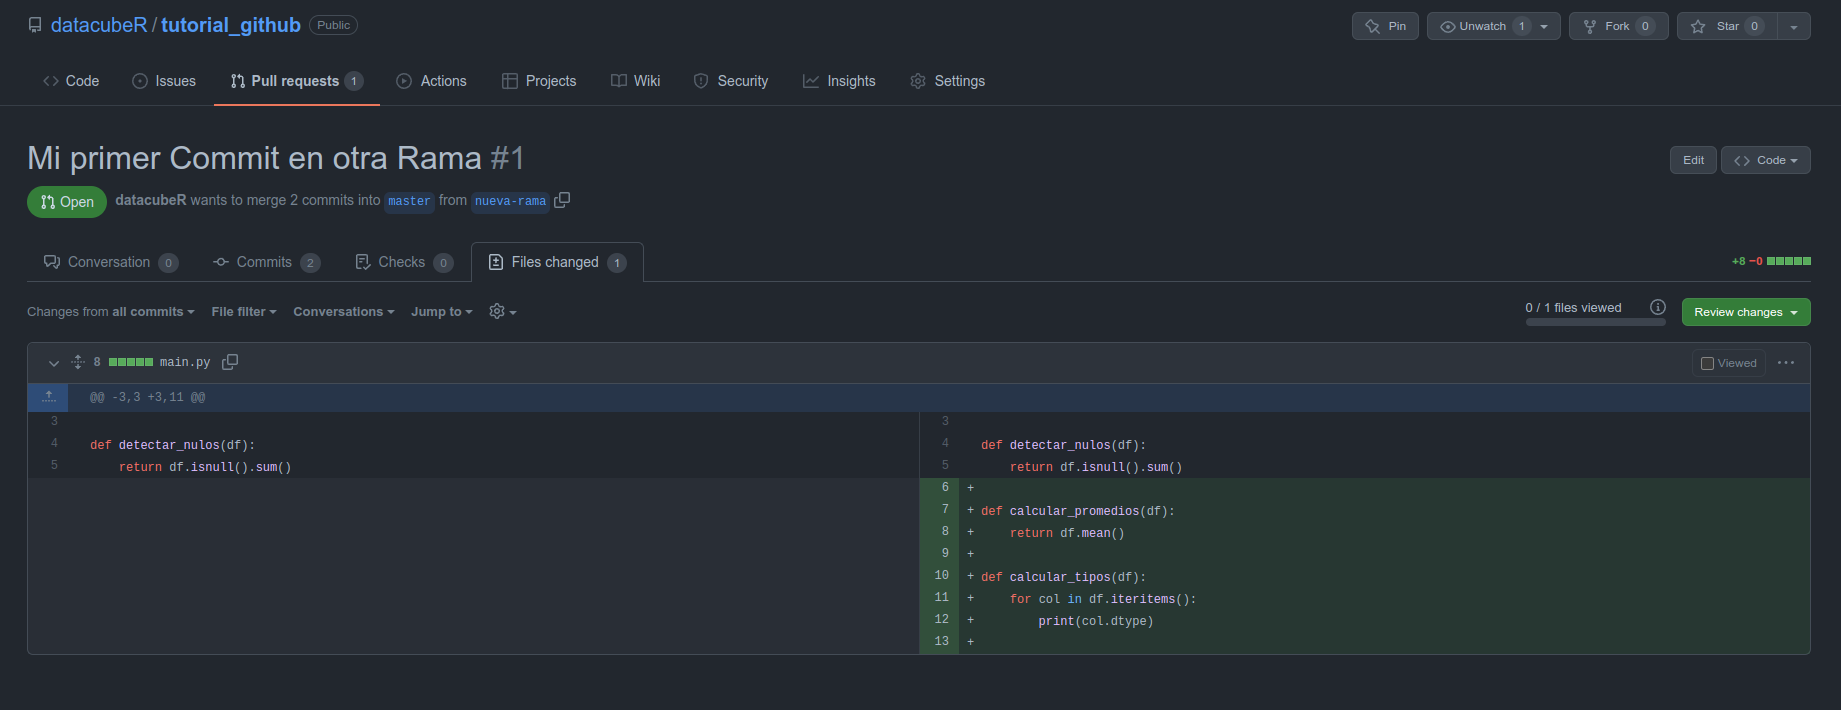 datacubeR / tutorial_github Public
Pin Unwatch 1 Fork 0 Star 0
Code Issues Pull requests 1 Actions Projects Wiki Security Insights Settings
Mi primer Commit en otra Rama #1
Edit Code
Open datacubeR wants to merge 2 commits into master from nueva-rama
Conversation 0 Commits 2 Checks 0 Files changed 1
+8 −0
Changes from all commits File filter Conversations Jump to
0 / 1 files viewed Review changes
8 main.py Viewed
@@ -3,3 +3,11 @@
3
4 def detectar_nulos(df):
5 return df.isnull().sum()
3
4 def detectar_nulos(df):
5 return df.isnull().sum()
6 +
7 + def calcular_promedios(df):
8 + return df.mean()
9 +
10 + def calcular_tipos(df):
11 + for col in df.iteritems():
12 + print(col.dtype)
13 +